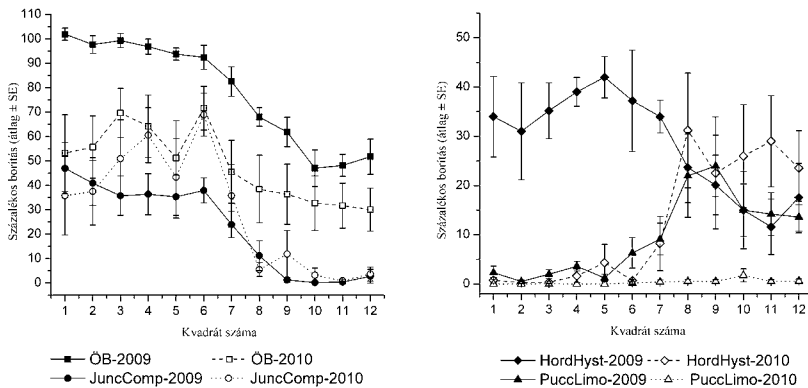 Százalékos borítás (átlag ± SE)
110
100
90
80
70
60
50
40
30
20
10
0
1 2 3 4 5 6 7 8 9 10 11 12
Kvadrát száma
ÖB-2009 ÖB-2010
JuncComp-2009 JuncComp-2010
Százalékos borítás (átlag ± SE)
50
40
30
20
10
0
1 2 3 4 5 6 7 8 9 10 11 12
Kvadrát száma
HordHyst-2009 HordHyst-2010
PuccLimo-2009 PuccLimo-2010